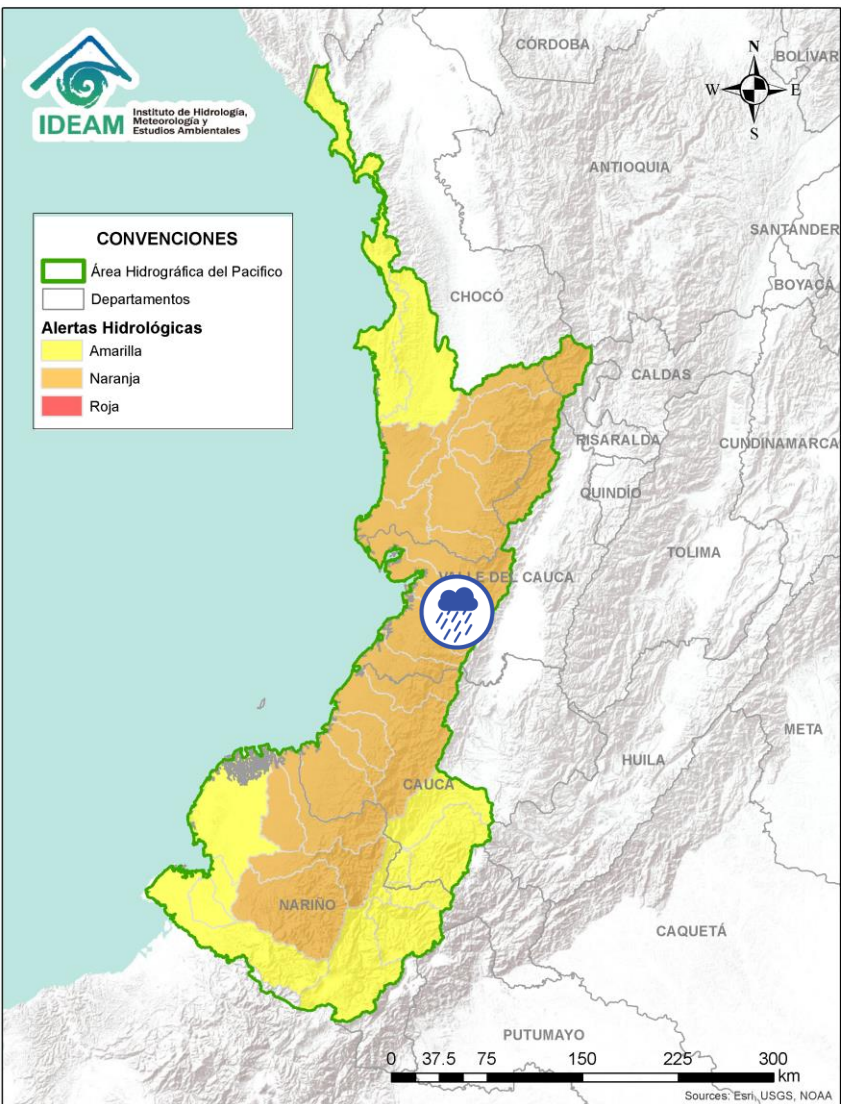 IDEAM
Instituto de Hidrología,
Meteorología y
Estudios Ambientales
CÓRDOBA
BOLÍVAR
N
W
E
S
ANTIOQUIA
SANTANDER
BOYACÁ
CONVENCIONES
Área Hidrográfica del Pacifico
Departamentos
Alertas Hidrológicas
Amarilla
Naranja
Roja
CHOCÓ
CALDAS
RISARALDA
CUNDINAMARCA
QUINDÍO
TOLIMA
VALLE DEL CAUCA
META
HUILA
CAUCA
NARIÑO
CAQUETÁ
PUTUMAYO
0 37.5 75 150 225 300
km
Sources: Esri, USGS, NOAA